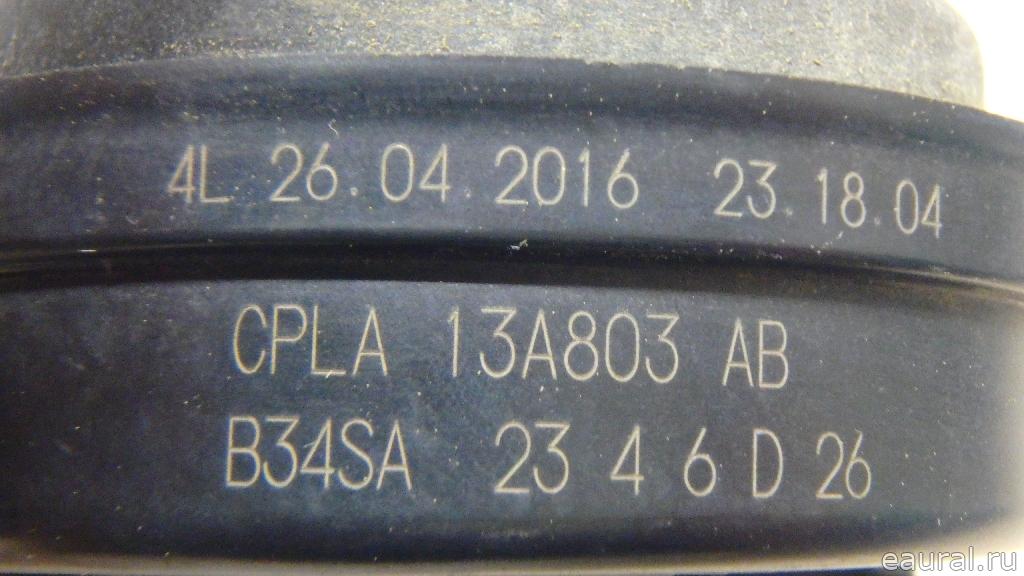 4L 26.04.2016 23.18.04
CPLA 13A803 AB
B34SA 23 4 6 D 26
eaural.ru